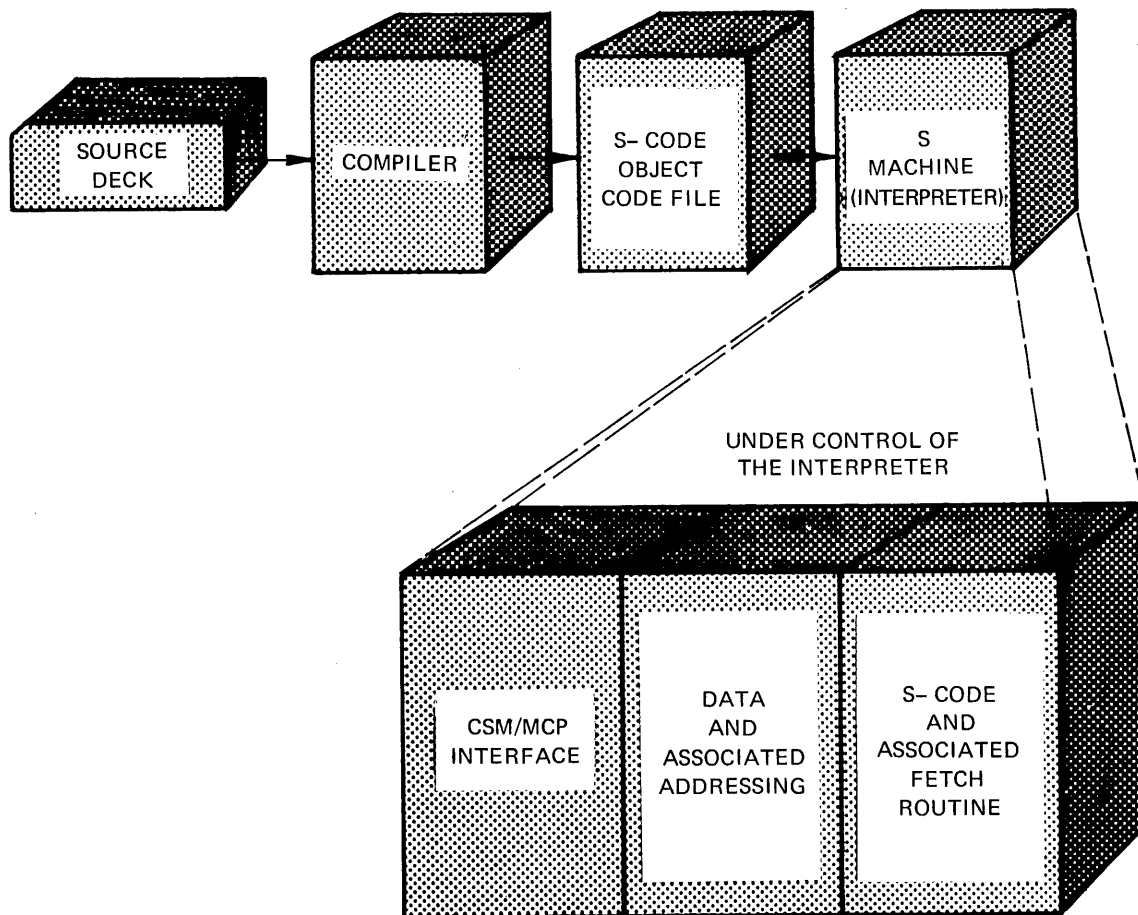 SOURCE
DECK
COMPILER
S- CODE
OBJECT
CODE FILE
S
MACHINE
(INTERPRETER)
UNDER CONTROL OF
THE INTERPRETER
CSM/MCP
INTERFACE
DATA
AND
ASSOCIATED
ADDRESSING
S- CODE
AND
ASSOCIATED
FETCH
ROUTINE